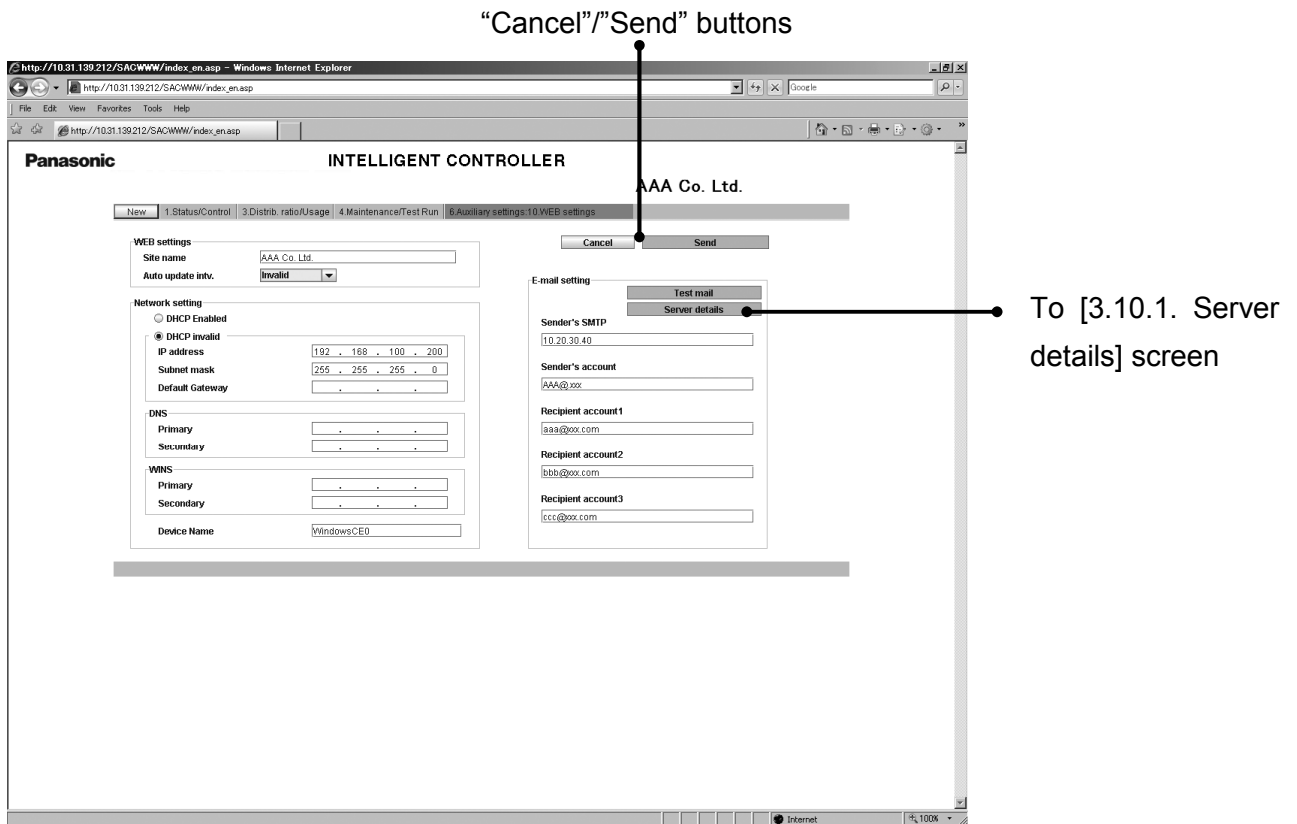 “Cancel”/”Send” buttons
http://10.31.139.212/SACWWW/index_en.asp - Windows Internet Explorer
http://10.31.139.212/SACWWW/index_en.asp
Google
File Edit View Favorites Tools Help
http://10.31.139.212/SACWWW/index_en.asp
Panasonic
INTELLIGENT CONTROLLER
AAA Co. Ltd.
New 1.Status/Control 3.Distrib. ratio/Usage 4.Maintenance/Test Run 6.Auxiliary settings:10.WEB settings
Cancel Send
WEB settings
Site name AAA Co. Ltd.
Auto update intv. Invalid
Network setting
DHCP Enabled
DHCP invalid
IP address 192 . 168 . 100 . 200
Subnet mask 255 . 255 . 255 . 0
Default Gateway . . .
DNS
Primary . . .
Secondary . . .
WINS
Primary . . .
Secondary . . .
Device Name WindowsCE0
E-mail setting
Test mail
Server details
Sender's SMTP
10.20.30.40
Sender's account
AAA@.xxx
Recipient account1
aaa@xxx.com
Recipient account2
bbb@xxx.com
Recipient account3
ccc@xxx.com
To [3.10.1. Server
details] screen
Internet
100%